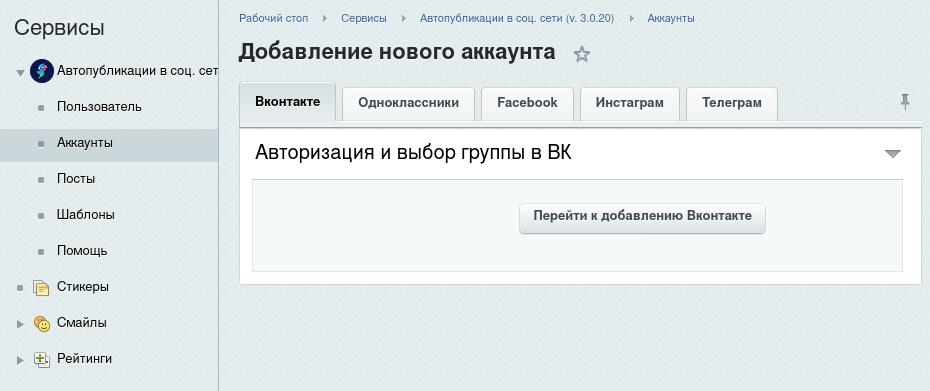 Сервисы
Автопубликации в соц. сет
Пользователь
Аккаунты
Посты
Шаблоны
Помощь
Стикеры
Смайлы
Рейтинги
Рабочий стол Сервисы Автопубликации в соц. сети (v. 3.0.20) Аккаунты
Добавление нового аккаунта
Вконтакте Одноклассники Facebook Инстаграм Телеграм
Авторизация и выбор группы в ВК
Перейти к добавлению Вконтакте